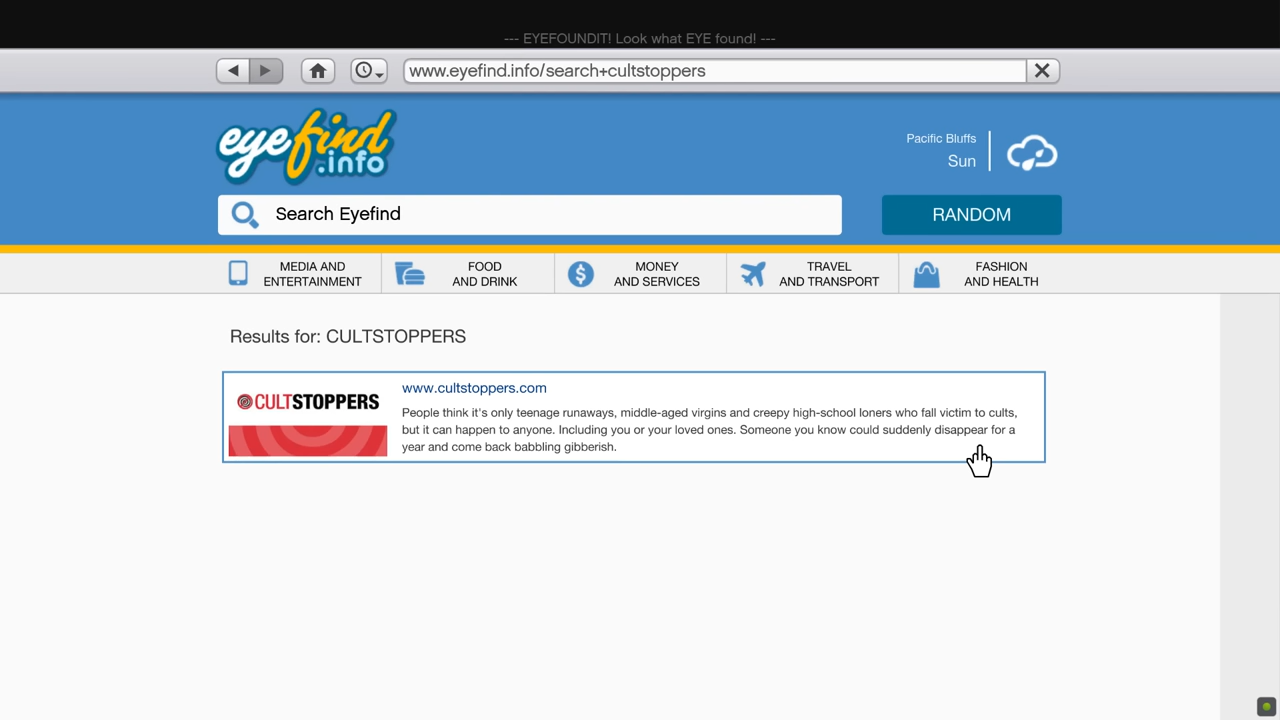 --- EYEFOUNDIT! Look what EYE found! ---
www.eyefind.info/search+cultstoppers
eyefind
.info
Pacific Bluffs
Sun
Search Eyefind
RANDOM
MEDIA AND
ENTERTAINMENT
FOOD
AND DRINK
MONEY
AND SERVICES
TRAVEL
AND TRANSPORT
FASHION
AND HEALTH
Results for: CULTSTOPPERS
CULTSTOPPERS
www.cultstoppers.com
People think it's only teenage runaways, middle-aged virgins and creepy high-school loners who fall victim to cults,
but it can happen to anyone. Including you or your loved ones. Someone you know could suddenly disappear for a
year and come back babbling gibberish.